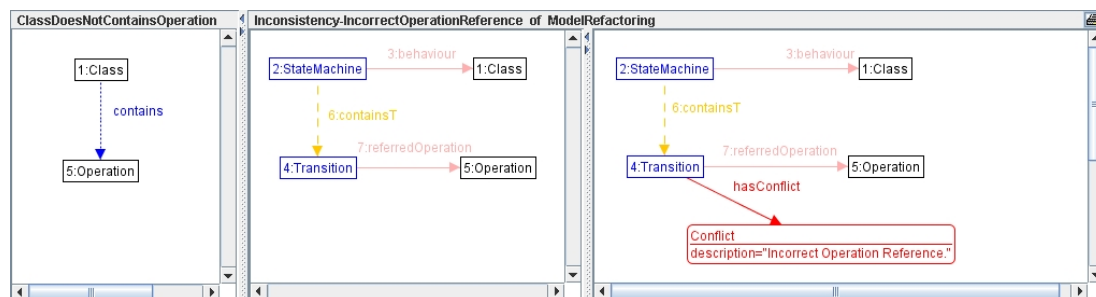 ClassDoesNotContainsOperation
1:Class
contains
5:Operation
Inconsistency-IncorrectOperationReference of ModelRefactoring
3:behaviour
2:StateMachine
1:Class
6:containsT
7:referredOperation
4:Transition
5:Operation
3:behaviour
2:StateMachine
1:Class
6:containsT
7:referredOperation
4:Transition
5:Operation
hasConflict
Conflict
description="Incorrect Operation Reference."